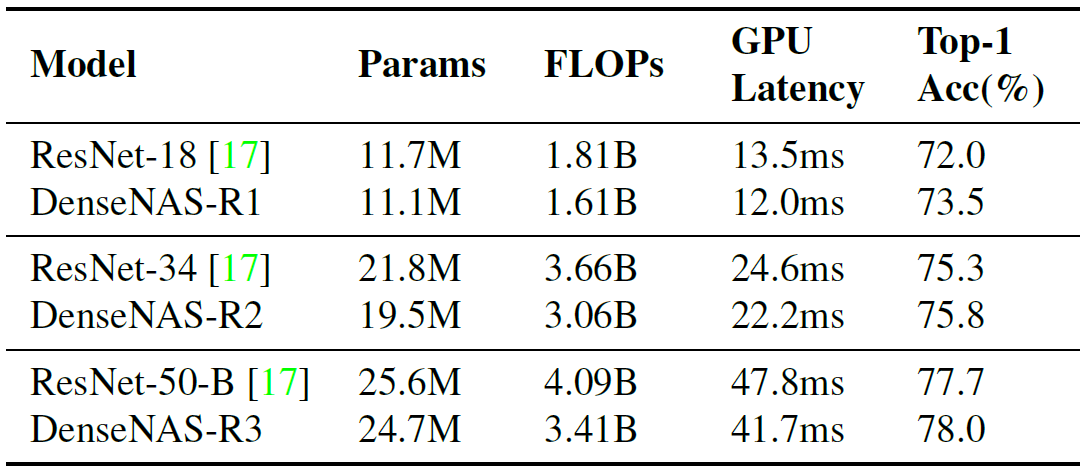 Model Params FLOPs GPU Latency Top-1 Acc(%)
ResNet-18 [17] 11.7M 1.81B 13.5ms 72.0
DenseNAS-R1 11.1M 1.61B 12.0ms 73.5
ResNet-34 [17] 21.8M 3.66B 24.6ms 75.3
DenseNAS-R2 19.5M 3.06B 22.2ms 75.8
ResNet-50-B [17] 25.6M 4.09B 47.8ms 77.7
DenseNAS-R3 24.7M 3.41B 41.7ms 78.0